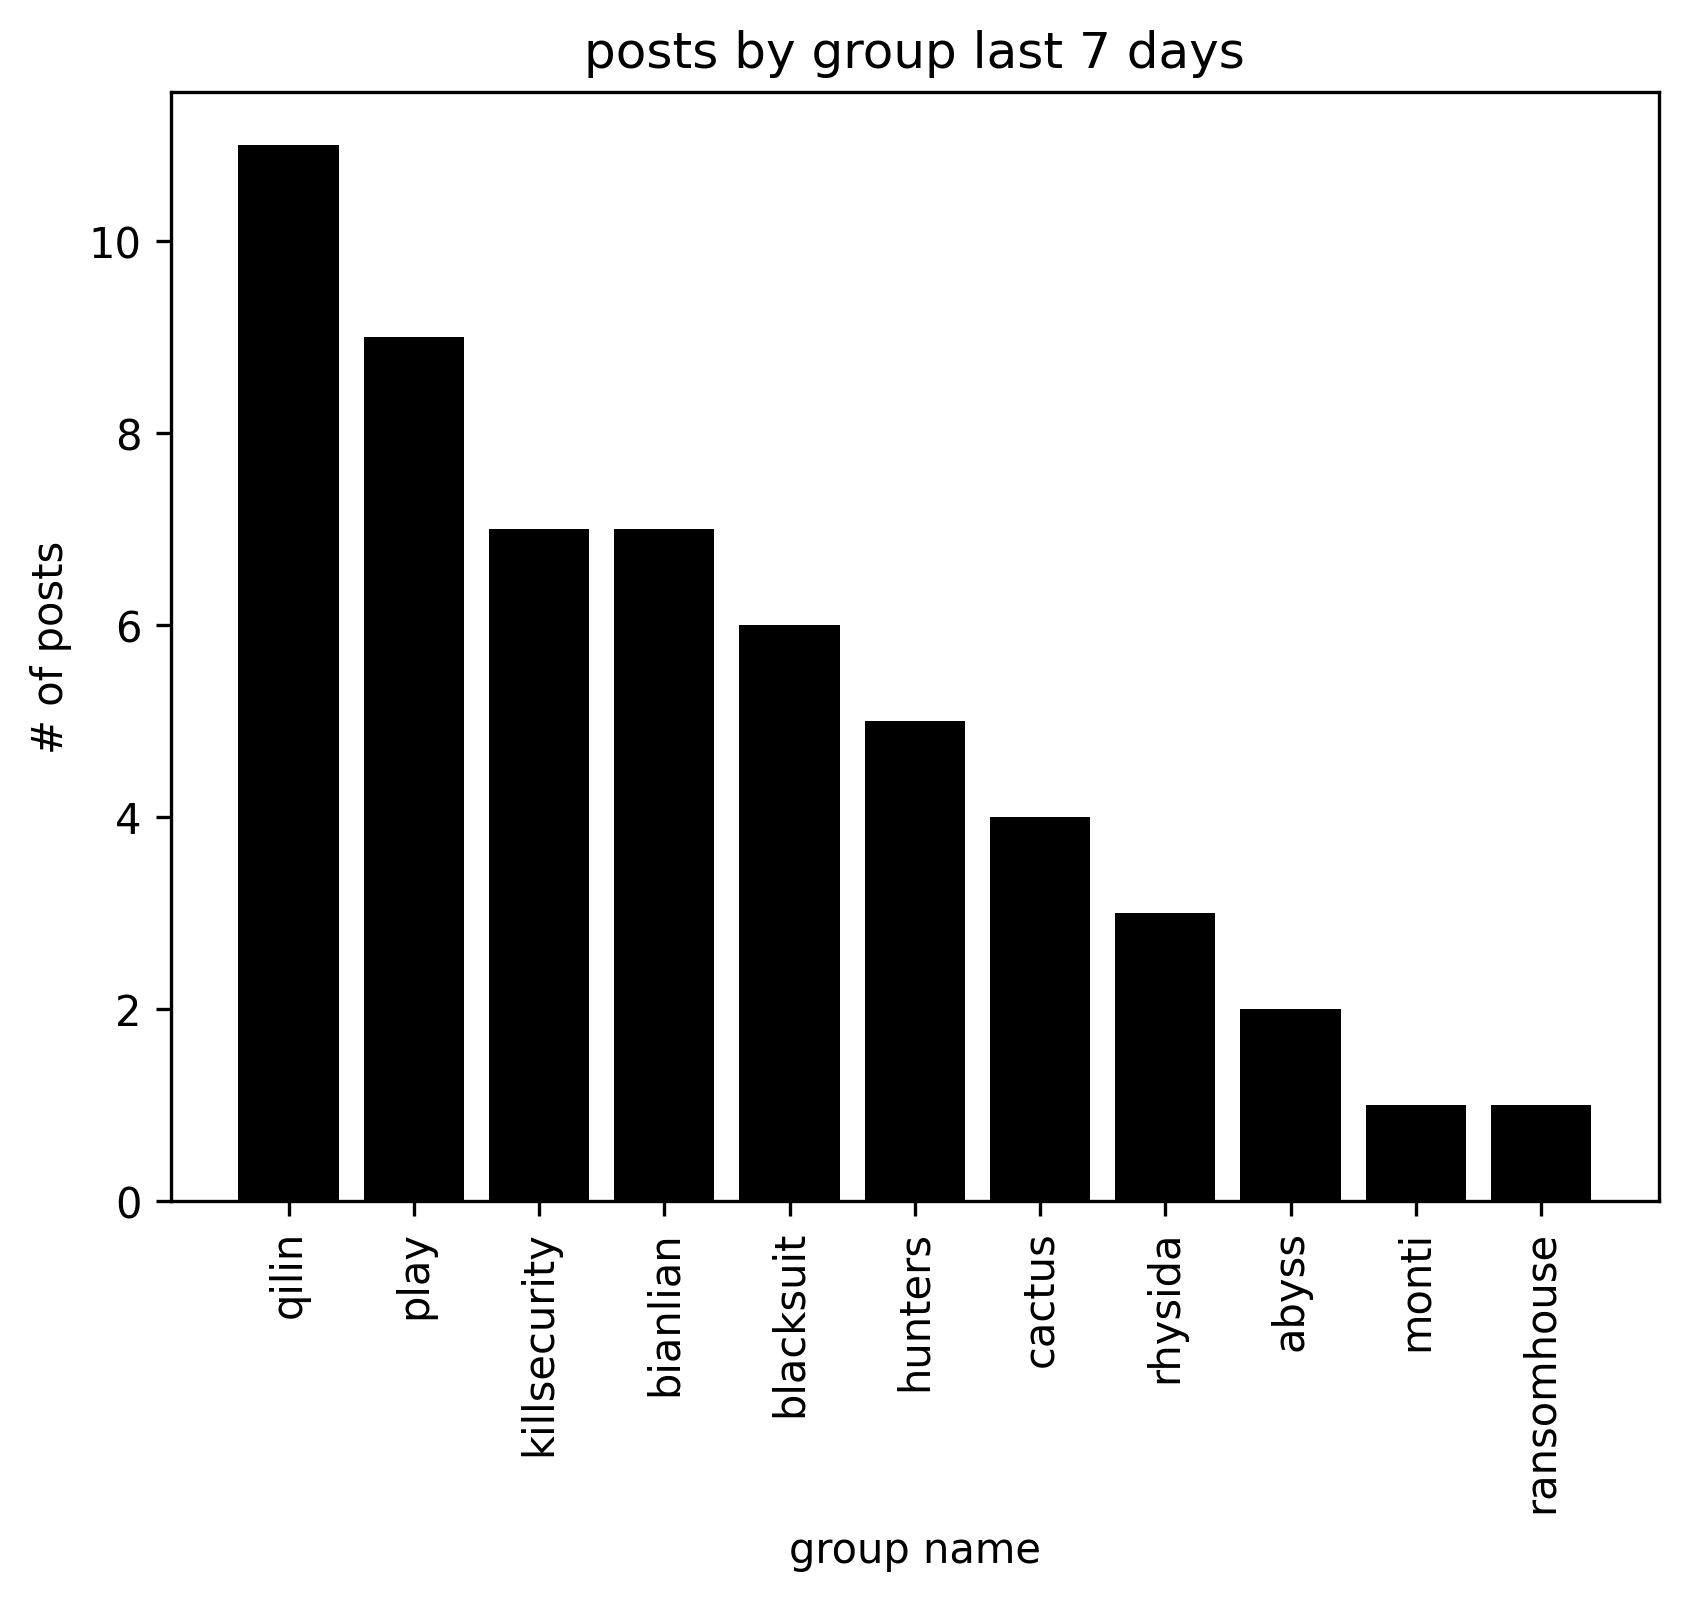 posts by group last 7 days
# of posts
10
8
6
4
2
0
qilin
play
killsecurity
bianlian
blacksuit
hunters
cactus
rhysida
abyss
monti
ransomhouse
group name